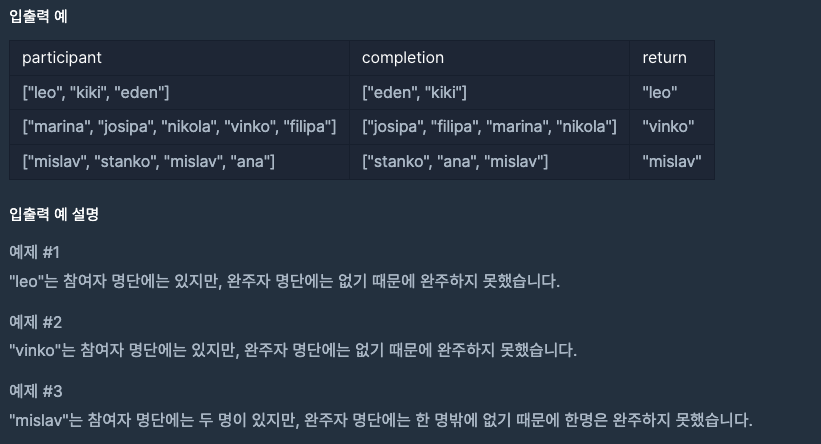 입출력 예
participant completion return
["leo", "kiki", "eden"] ["eden", "kiki"] "leo"
["marina", "josipa", "nikola", "vinko", "filipa"] ["josipa", "filipa", "marina", "nikola"] "vinko"
["mislav", "stanko", "mislav", "ana"] ["stanko", "ana", "mislav"] "mislav"
입출력 예 설명
예제 #1
"leo"는 참여자 명단에는 있지만, 완주자 명단에는 없기 때문에 완주하지 못했습니다.
예제 #2
"vinko"는 참여자 명단에는 있지만, 완주자 명단에는 없기 때문에 완주하지 못했습니다.
예제 #3
"mislav"는 참여자 명단에는 두 명이 있지만, 완주자 명단에는 한 명밖에 없기 때문에 한명은 완주하지 못했습니다.